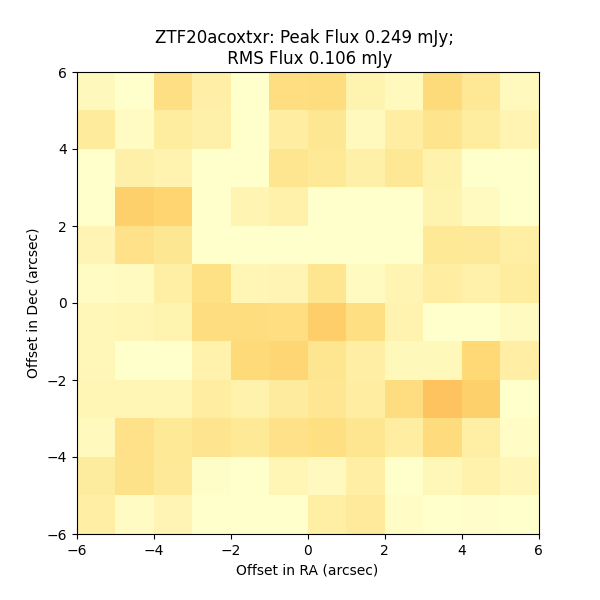 ZTF20acoxtxr: Peak Flux 0.249 mJy;
RMS Flux 0.106 mJy
6
4
2
0
−2
−4
−6
Offset in Dec (arcsec)
−6 −4 −2 0 2 4 6
Offset in RA (arcsec)